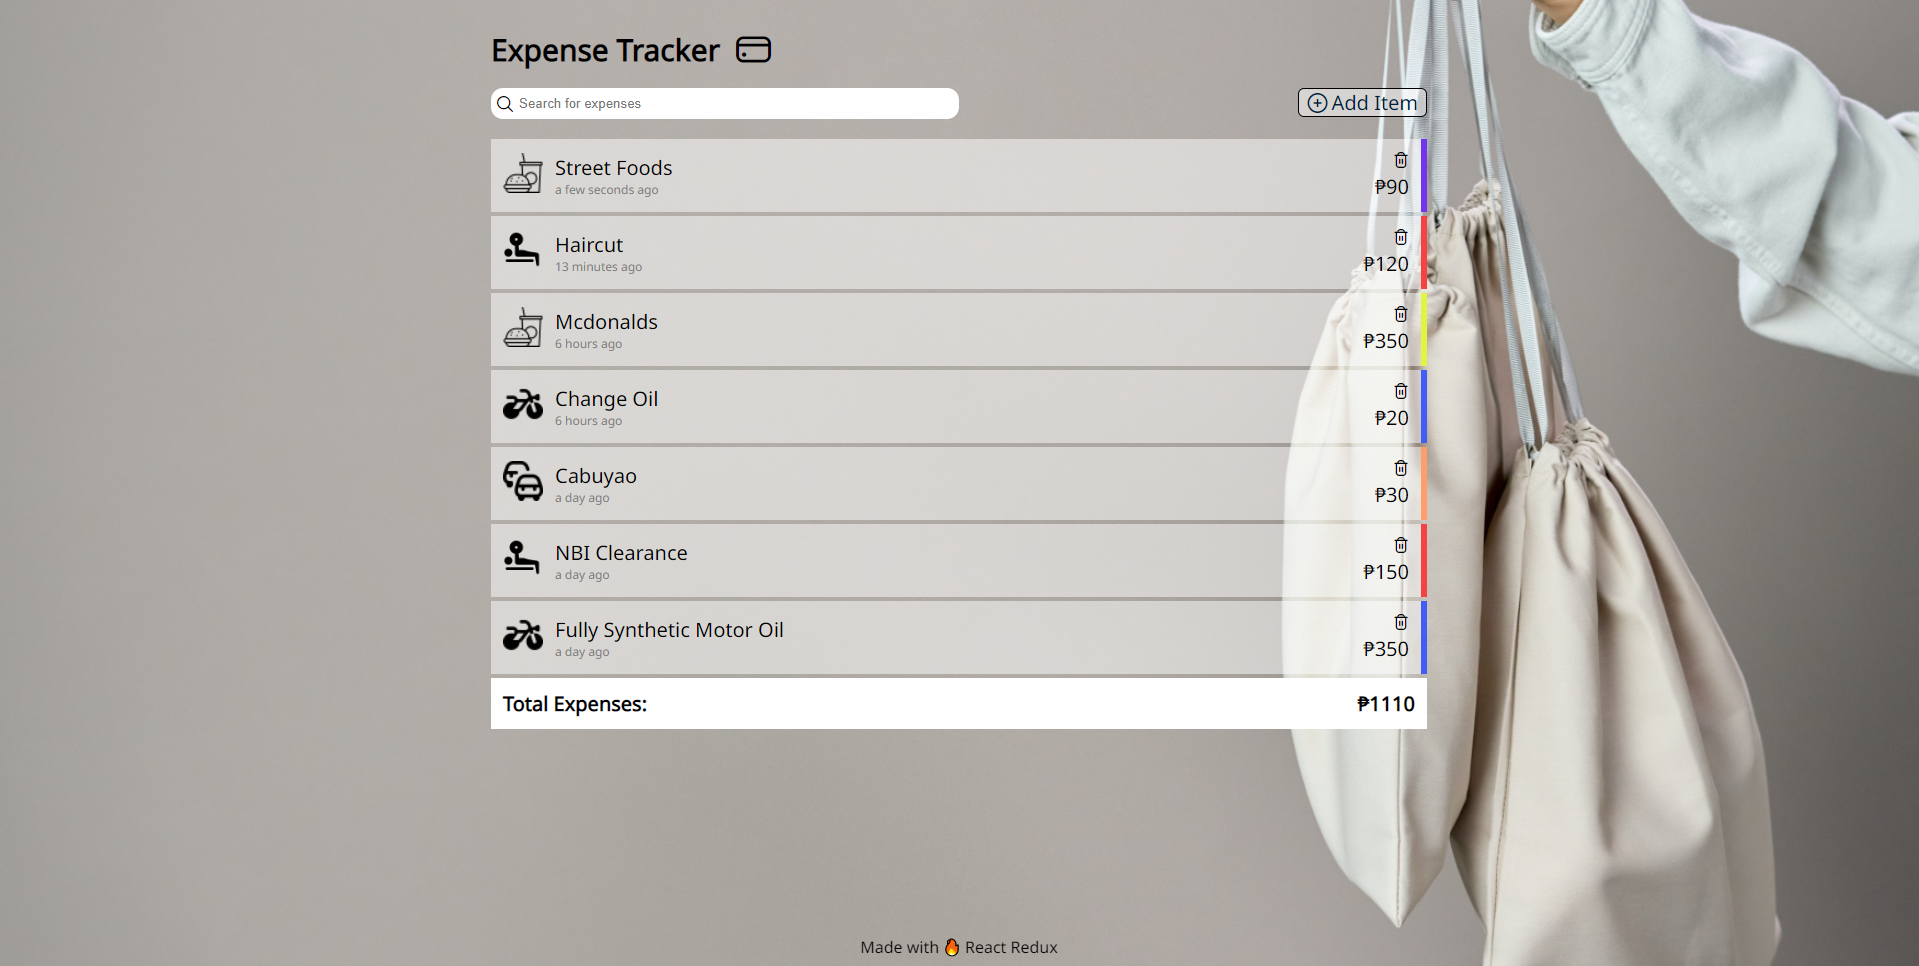 Expense Tracker
Search for expenses
Add Item
Street Foods
a few seconds ago
₱90
Haircut
13 minutes ago
₱120
Mcdonalds
6 hours ago
₱350
Change Oil
6 hours ago
₱20
Cabuyao
a day ago
₱30
NBI Clearance
a day ago
₱150
Fully Synthetic Motor Oil
a day ago
₱350
Total Expenses: ₱1110
Made with 🔥 React Redux